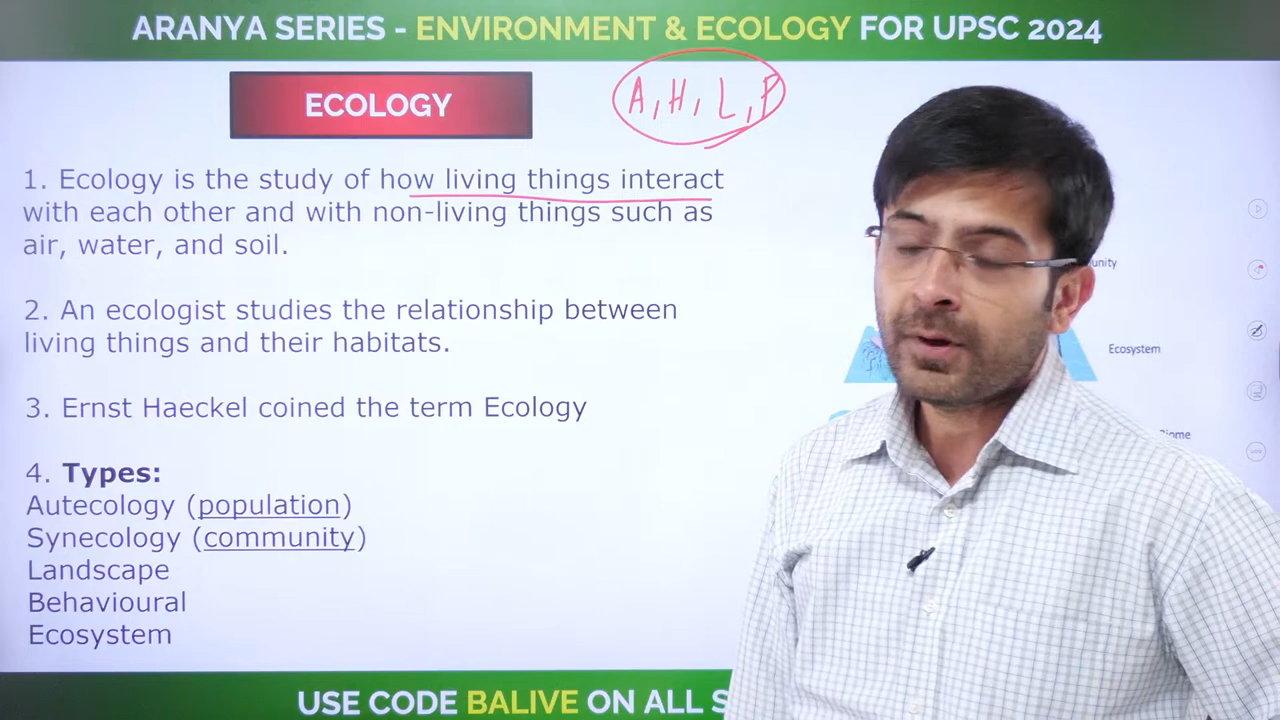 ARANYA SERIES - ENVIRONMENT & ECOLOGY FOR UPSC 2024
ECOLOGY
A, H, L, P
1. Ecology is the study of how living things interact
with each other and with non-living things such as
air, water, and soil.
2. An ecologist studies the relationship between
living things and their habitats.
3. Ernst Haeckel coined the term Ecology
4. Types:
Autecology (population)
Synecology (community)
Landscape
Behavioural
Ecosystem
Ecosystem
USE CODE BALIVE ON ALL